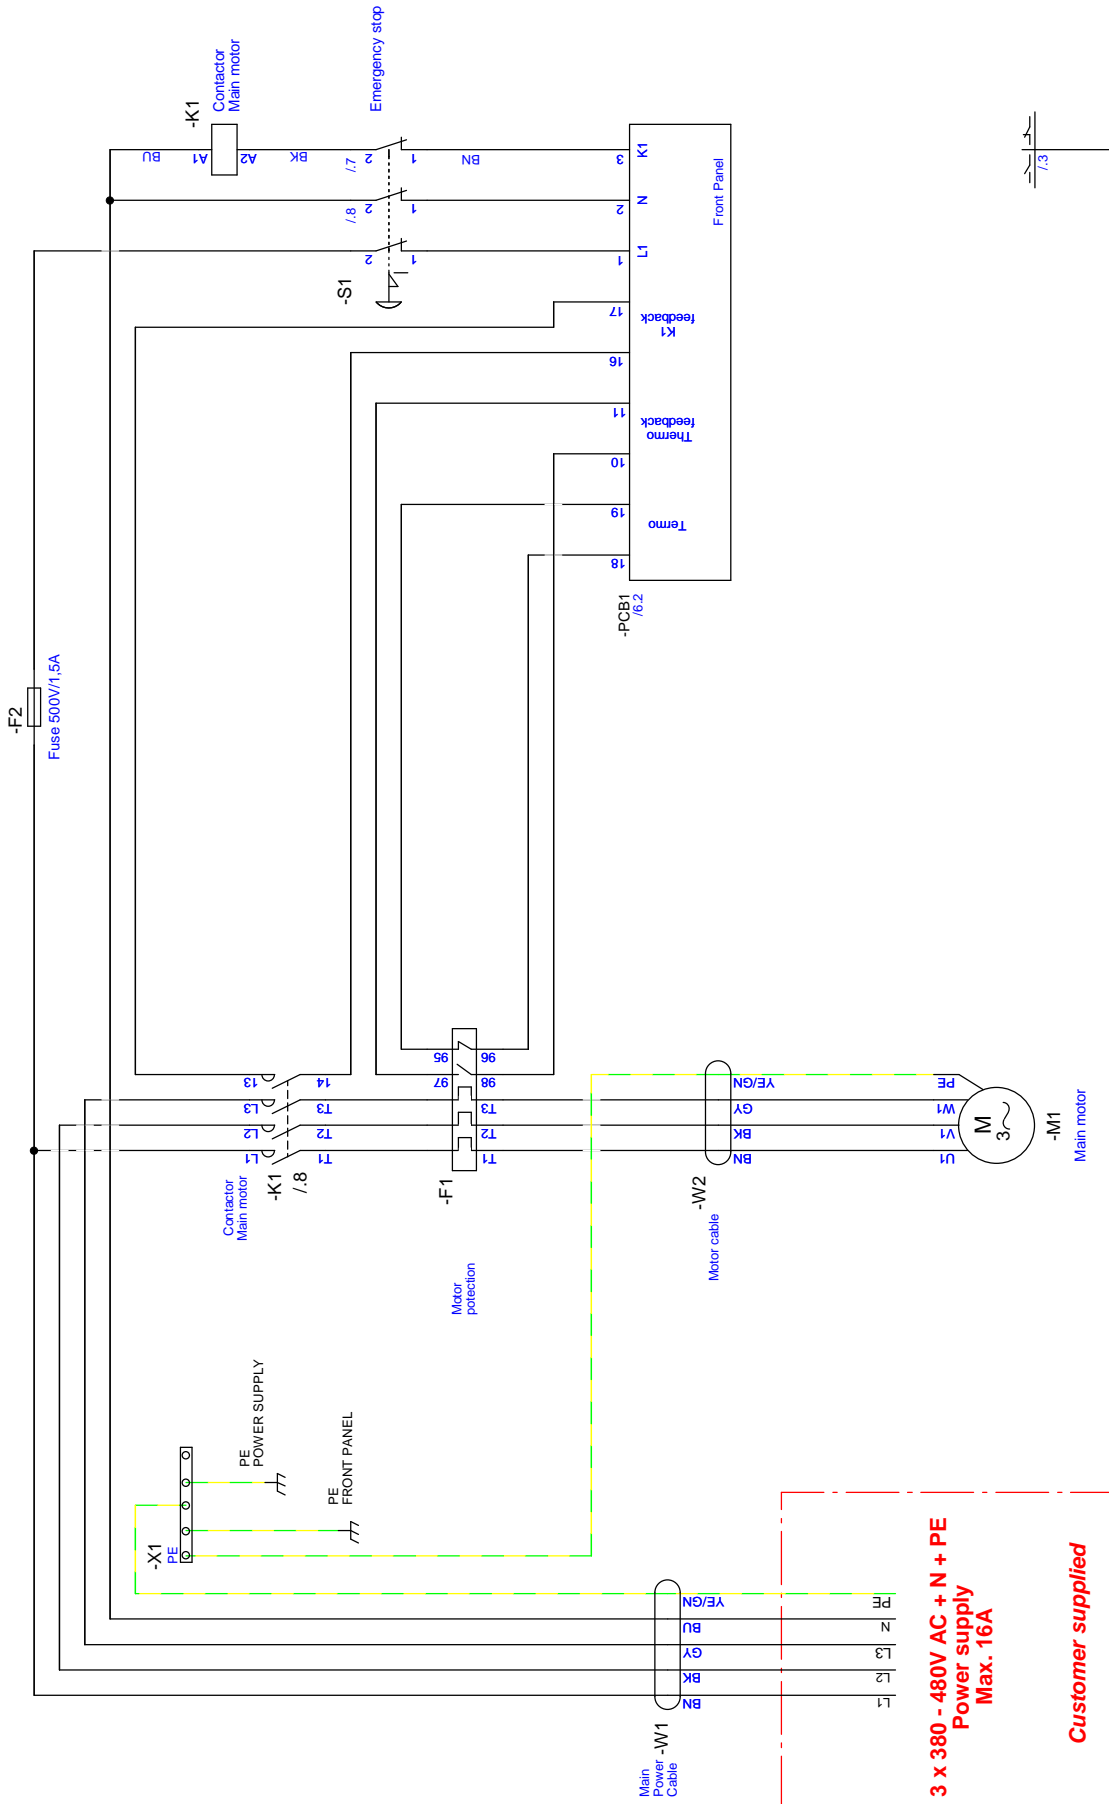 -F2
Fuse 500V/1,5A
-K1
Contactor
Main motor
BU
A1
A2
BK
Emergency stop
/.7
/.8
2
2
2
1
1
1
BN
-S1
3
K1
2
N
1
L1
Front Panel
17
K1
feedback
16
11
Thermo
feedback
10
19
Termo
18
-PCB1
/6.2
/.3
13
14
L3
T3
L2
T2
L1
T1
-K1
/.8
Contactor
Main motor
95
96
97
98
T3
T2
T1
-F1
Motor
potection
YE/GN
GY
BK
BN
-W2
Motor cable
PE
W1
V1
U1
M
3
-M1
Main motor
PE
POWER SUPPLY
PE
FRONT PANEL
-X1
PE
YE/GN
BU
GY
BK
BN
-W1
Main
Power
Cable
PE
N
L3
L2
L1
3 x 380 - 480V AC + N + PE
Power supply
Max. 16A
Customer supplied